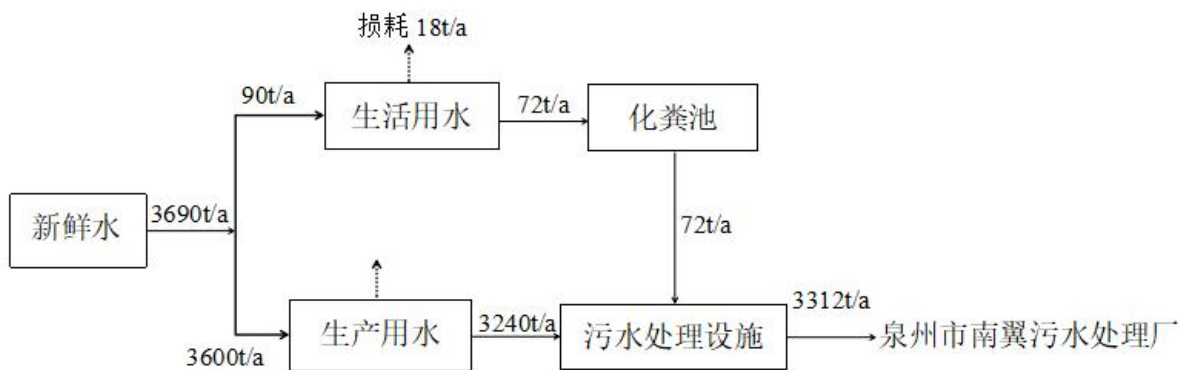 损耗 18t/a
90t/a
生活用水
72t/a
化粪池
新鲜水
3690t/a
72t/a
3600t/a
生产用水
3240t/a
污水处理设施
3312t/a
泉州市南翼污水处理厂